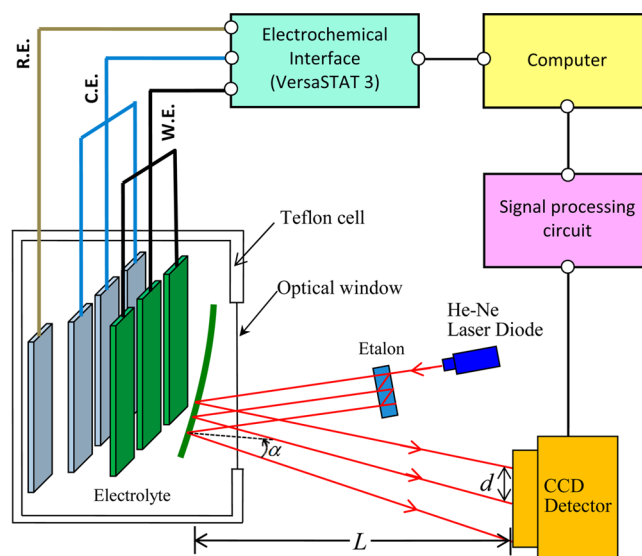 R.E.
C.E.
W.E.
Electrochemical
Interface
(VersaSTAT 3)
Computer
Signal processing
circuit
Teflon cell
Optical window
He-Ne
Laser Diode
Etalon
α
d
CCD
Detector
Electrolyte
L